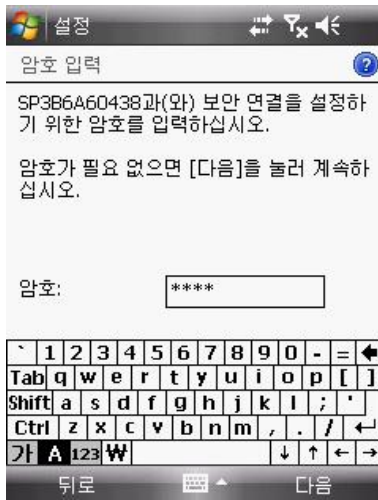 설정
암호 입력
SP3B6A60438과(와) 보안 연결을 설정하
기 위한 암호를 입력하십시오.
암호가 필요 없으면 [다음]을 눌러 계속하
십시오.
암호: ****
` 1 2 3 4 5 6 7 8 9 0 - =
Tab q w e r t y u i o p [ ]
Shift a s d f g h j k l ; '
Ctrl z x c v b n m , . /
가 A 123 ₩ ↓ ↑ ← →
뒤로 다음